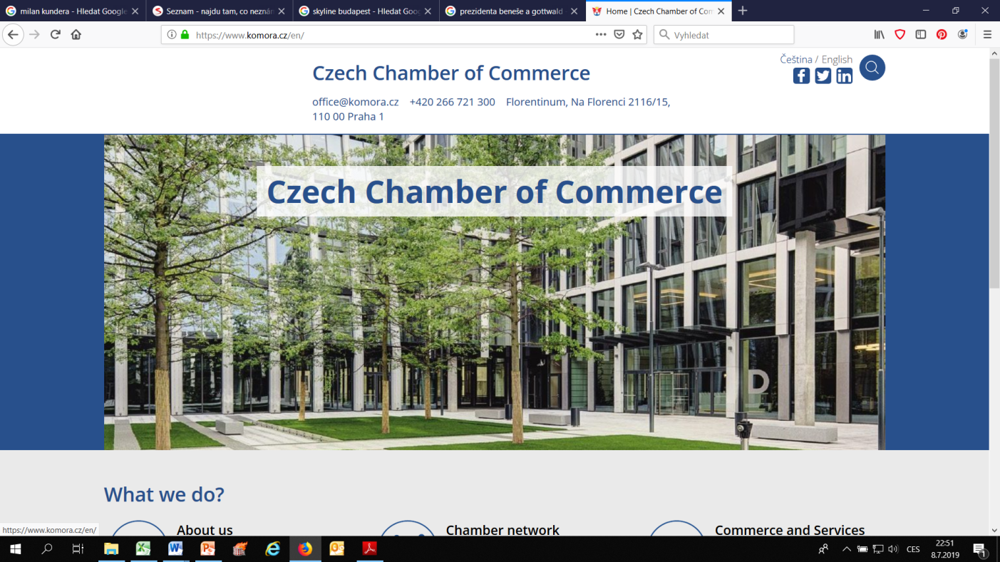 milan kundera - Hledat Google
Seznam - najdu tam, co neznám
skyline budapest - Hledat Goog
prezidenta beneše a gottwald
Home | Czech Chamber of Com
https://www.komora.cz/en/
Vyhledat
Čeština / English
Czech Chamber of Commerce
office@komora.cz +420 266 721 300 Florentinum, Na Florenci 2116/15,
110 00 Praha 1
Czech Chamber of Commerce
D
What we do?
About us
Chamber network
Commerce and Services
https://www.komora.cz/en/
CES
22:51
8.7.2019
1